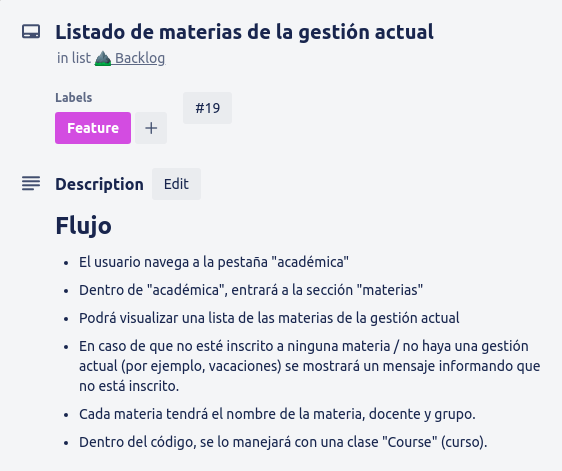 Listado de materias de la gestión actual
in list Backlog
Labels
#19
Feature +
Description Edit
Flujo
• El usuario navega a la pestaña "académica"
• Dentro de "académica", entrará a la sección "materias"
• Podrá visualizar una lista de las materias de la gestión actual
• En caso de que no esté inscrito a ninguna materia / no haya una gestión
actual (por ejemplo, vacaciones) se mostrará un mensaje informando que
no está inscrito.
• Cada materia tendrá el nombre de la materia, docente y grupo.
• Dentro del código, se lo manejará con una clase "Course" (curso).